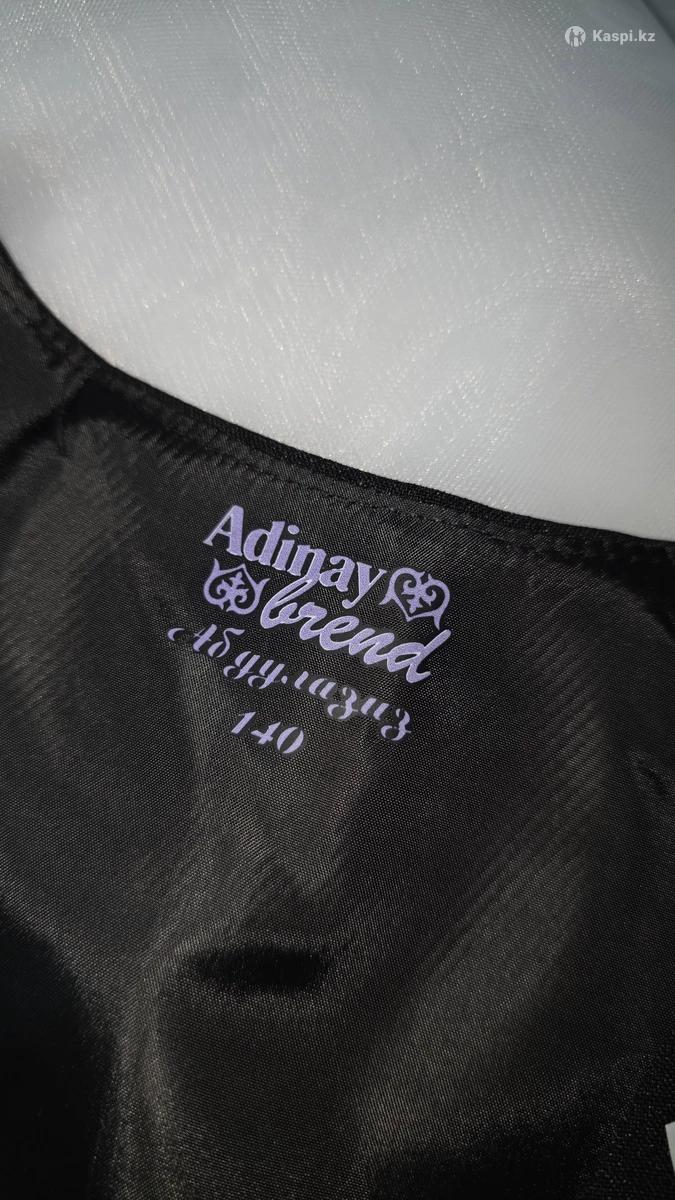 Kaspi.kz
Adinay
brend
Абдулазиз
140